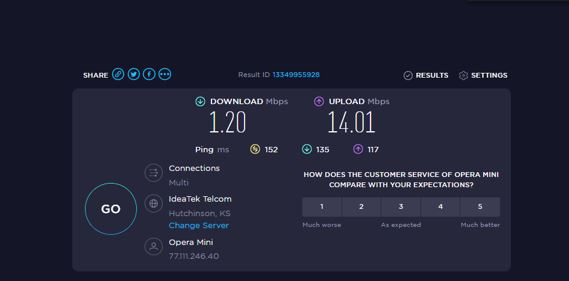 SHARE Result ID 13349955928 RESULTS SETTINGS
DOWNLOAD Mbps UPLOAD Mbps
1.20 14.01
Ping ms 152 135 117
Connections
Multi
IdeaTek Telcom
Hutchinson, KS
Change Server
Opera Mini
77.111.246.40
GO
HOW DOES THE CUSTOMER SERVICE OF OPERA MINI
COMPARE WITH YOUR EXPECTATIONS?
1 2 3 4 5
Much worse As expected Much better